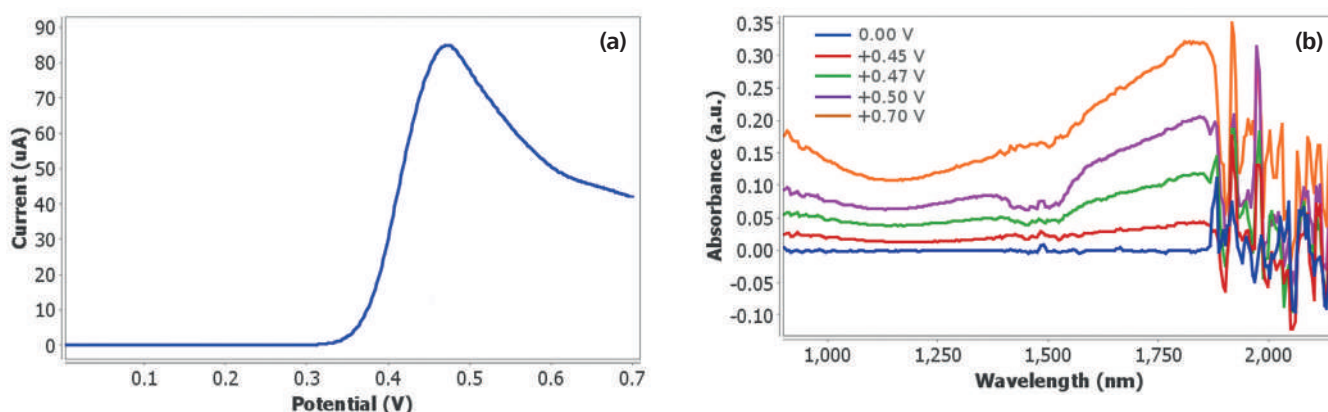 (a)
90
80
70
60
50
40
30
20
10
0
Current (uA)
0.1 0.2 0.3 0.4 0.5 0.6 0.7
Potential (V)
(b)
0.35
0.30
0.25
0.20
0.15
0.10
0.05
0.00
-0.05
-0.10
Absorbance (a.u.)
0.00 V
+0.45 V
+0.47 V
+0.50 V
+0.70 V
1,000 1,250 1,500 1,750 2,000
Wavelength (nm)